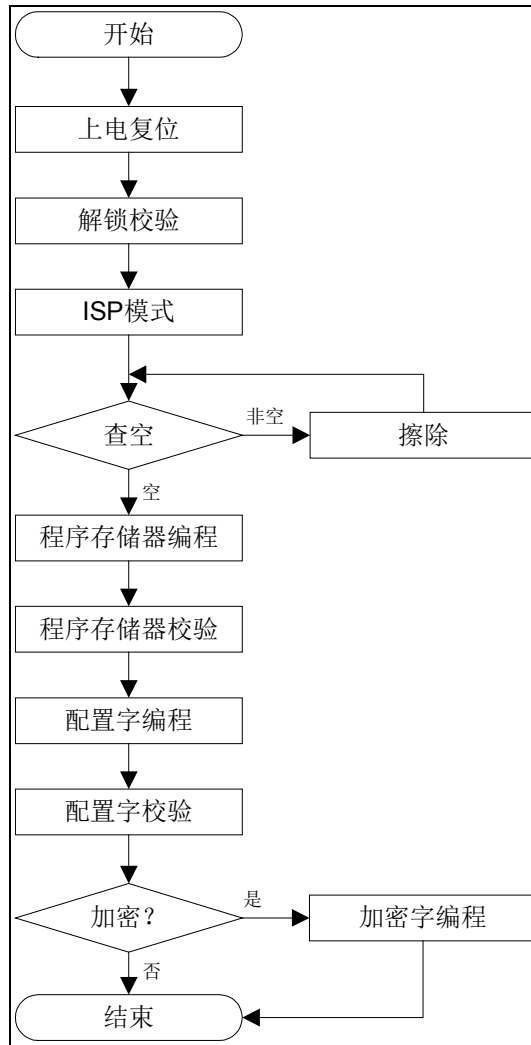 开始
上电复位
解锁校验
ISP模式
查空
非空
擦除
空
程序存储器编程
程序存储器校验
配置字编程
配置字校验
加密?
是
加密字编程
否
结束